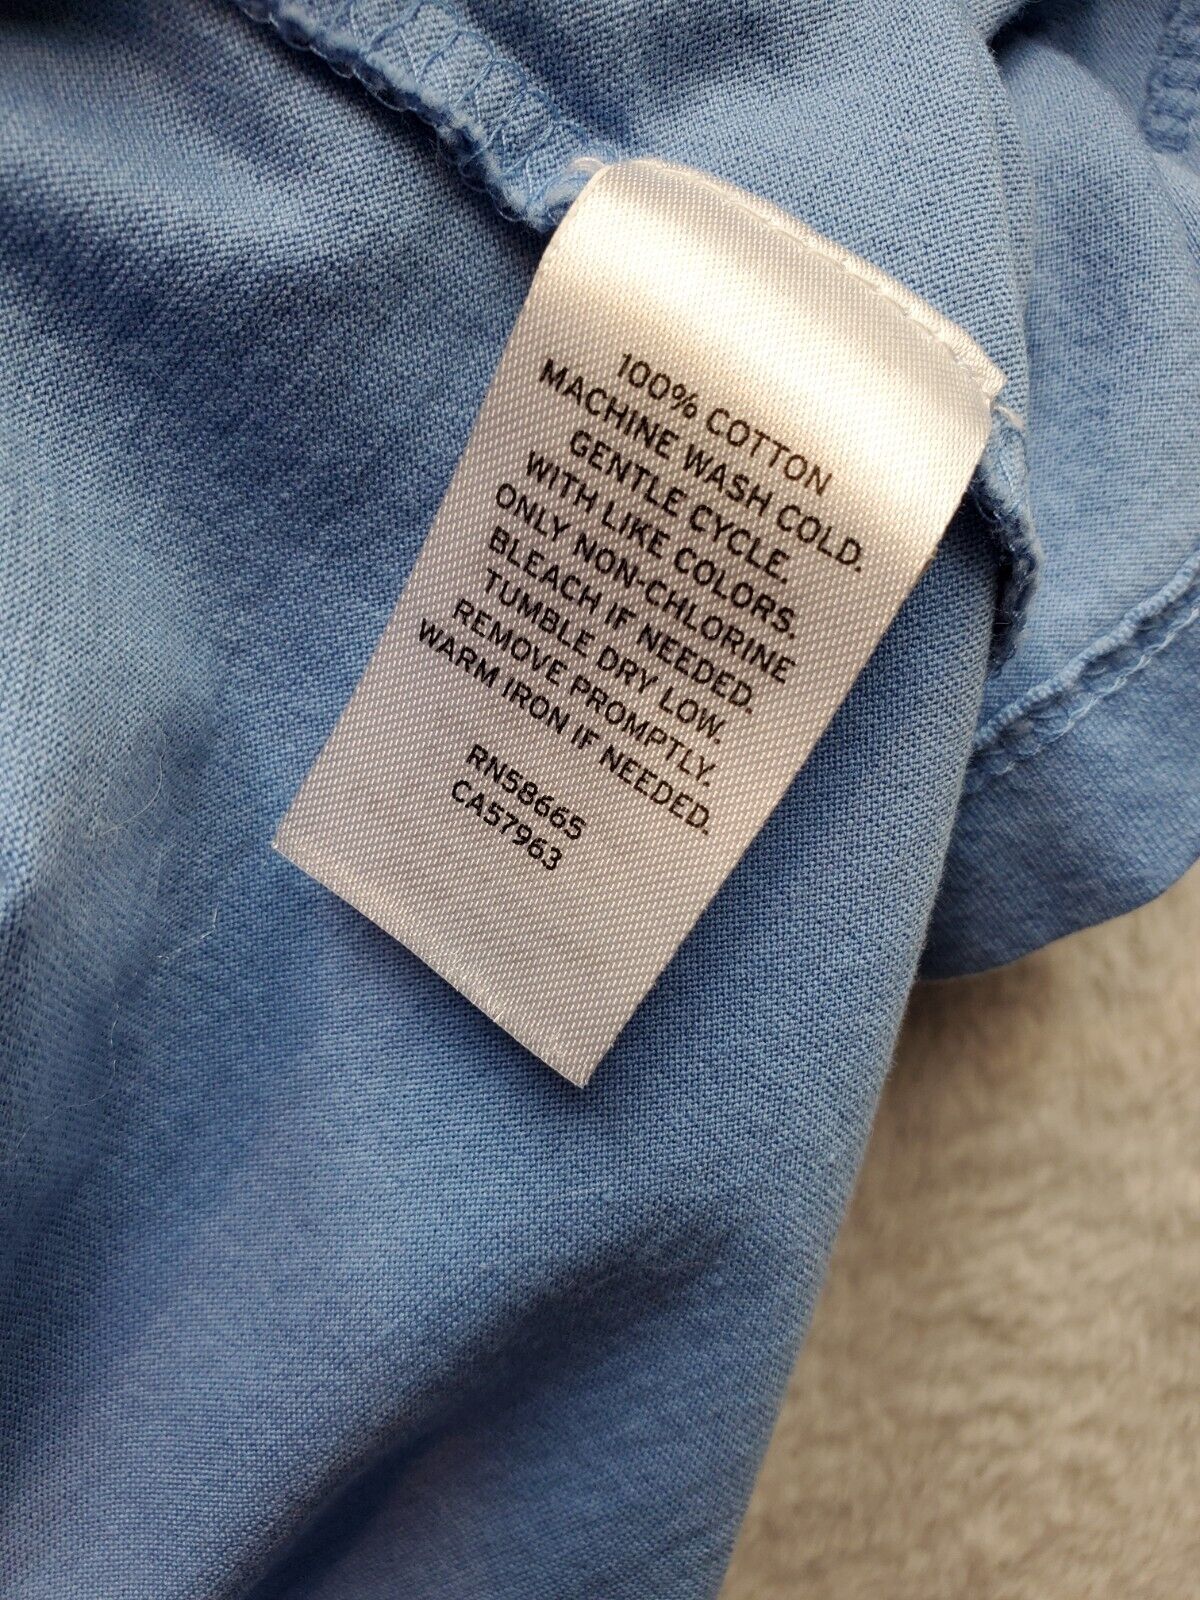 100% COTTON
MACHINE WASH COLD.
GENTLE CYCLE.
WITH LIKE COLORS.
ONLY NON-CHLORINE
BLEACH IF NEEDED.
TUMBLE DRY LOW.
REMOVE PROMPTLY.
WARM IRON IF NEEDED.
RN58665
CA57963